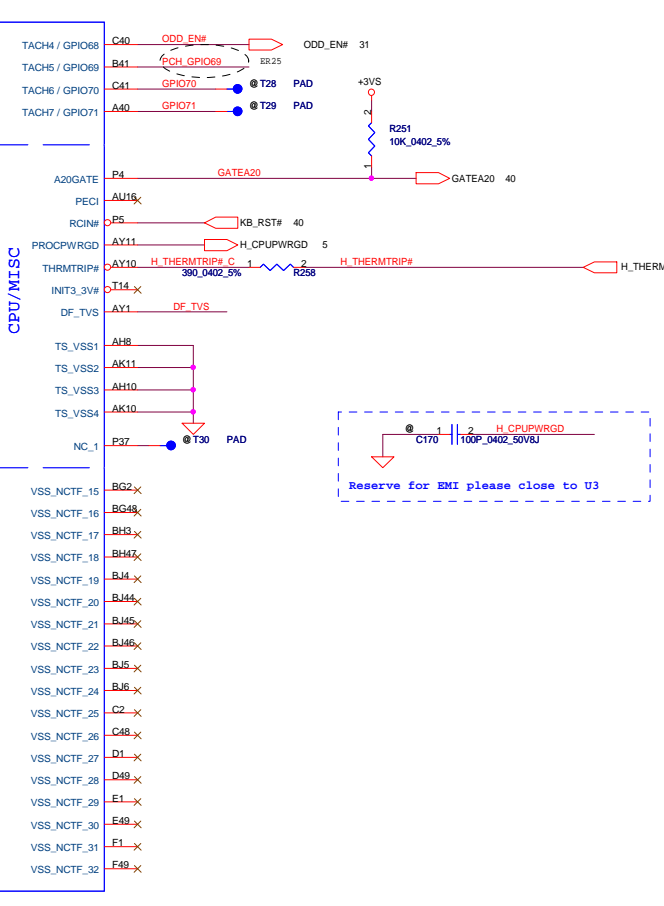 TACH4 / GPIO68 C40 ODD_EN# ODD_EN# 31
TACH5 / GPIO69 B41 PCH_GPIO69 ER25
TACH6 / GPIO70 C41 GPIO70 @ T28 PAD
TACH7 / GPIO71 A40 GPIO71 @ T29 PAD
+3VS
2
R251
10K_0402_5%
1
A20GATE P4 GATEA20 GATEA20 40
PECI AU16
RCIN# P5 KB_RST# 40
PROCPWRGD AY11 H_CPUPWRGD 5
THRMTRIP# AY10 H_THERMTRIP#_C 1 2 H_THERMTRIP# H_THERM
390_0402_5% R258
INIT3_3V# T14
DF_TVS AY1 DF_TVS
CPU/MISC
TS_VSS1 AH8
TS_VSS2 AK11
TS_VSS3 AH10
TS_VSS4 AK10
NC_1 P37 @ T30 PAD
@ 1 2 H_CPUPWRGD
C170 100P_0402_50V8J
Reserve for EMI please close to U3
VSS_NCTF_15 BG2
VSS_NCTF_16 BG48
VSS_NCTF_17 BH3
VSS_NCTF_18 BH47
VSS_NCTF_19 BJ4
VSS_NCTF_20 BJ44
VSS_NCTF_21 BJ45
VSS_NCTF_22 BJ46
VSS_NCTF_23 BJ5
VSS_NCTF_24 BJ6
VSS_NCTF_25 C2
VSS_NCTF_26 C48
VSS_NCTF_27 D1
VSS_NCTF_28 D49
VSS_NCTF_29 E1
VSS_NCTF_30 E49
VSS_NCTF_31 F1
VSS_NCTF_32 F49